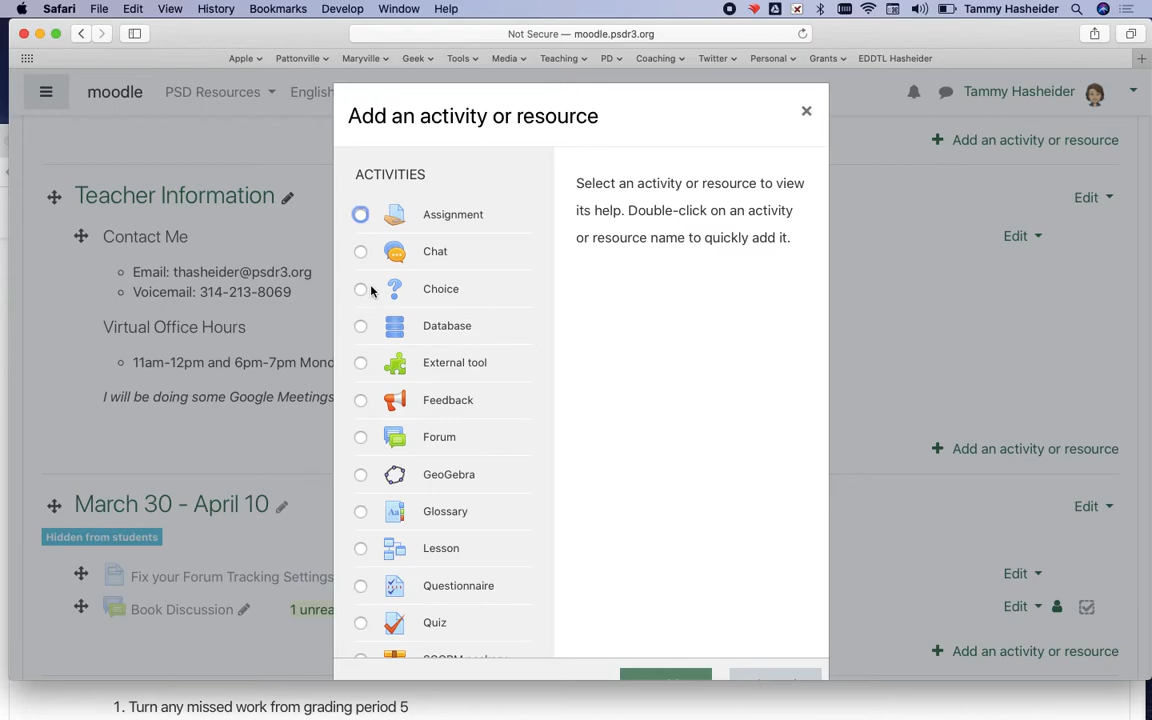 Safari File Edit View History Bookmarks Develop Window Help Tammy Hasheider
Not Secure — moodle.psdr3.org
Apple Pattonville Maryville Geek Tools Media Teaching PD Coaching Twitter Personal Grants EDDTL Hasheider
moodle PSD Resources English Tammy Hasheider
Add an activity or resource
Add an activity or resource
ACTIVITIES
Teacher Information Edit
Select an activity or resource to view
its help. Double-click on an activity
or resource name to quickly add it.
Assignment
Contact Me Edit
Chat
Email: thasheider@psdr3.org
Choice
Voicemail: 314-213-8069
Virtual Office Hours
Database
11am-12pm and 6pm-7pm Mond
External tool
I will be doing some Google Meetings
Feedback
Forum
Add an activity or resource
GeoGebra
March 30 - April 10 Edit
Glossary
Hidden from students
Lesson
Fix your Forum Tracking Settings Edit
Questionnaire
Book Discussion 1 unrea Edit
Quiz
Add an activity or resource
1. Turn any missed work from grading period 5